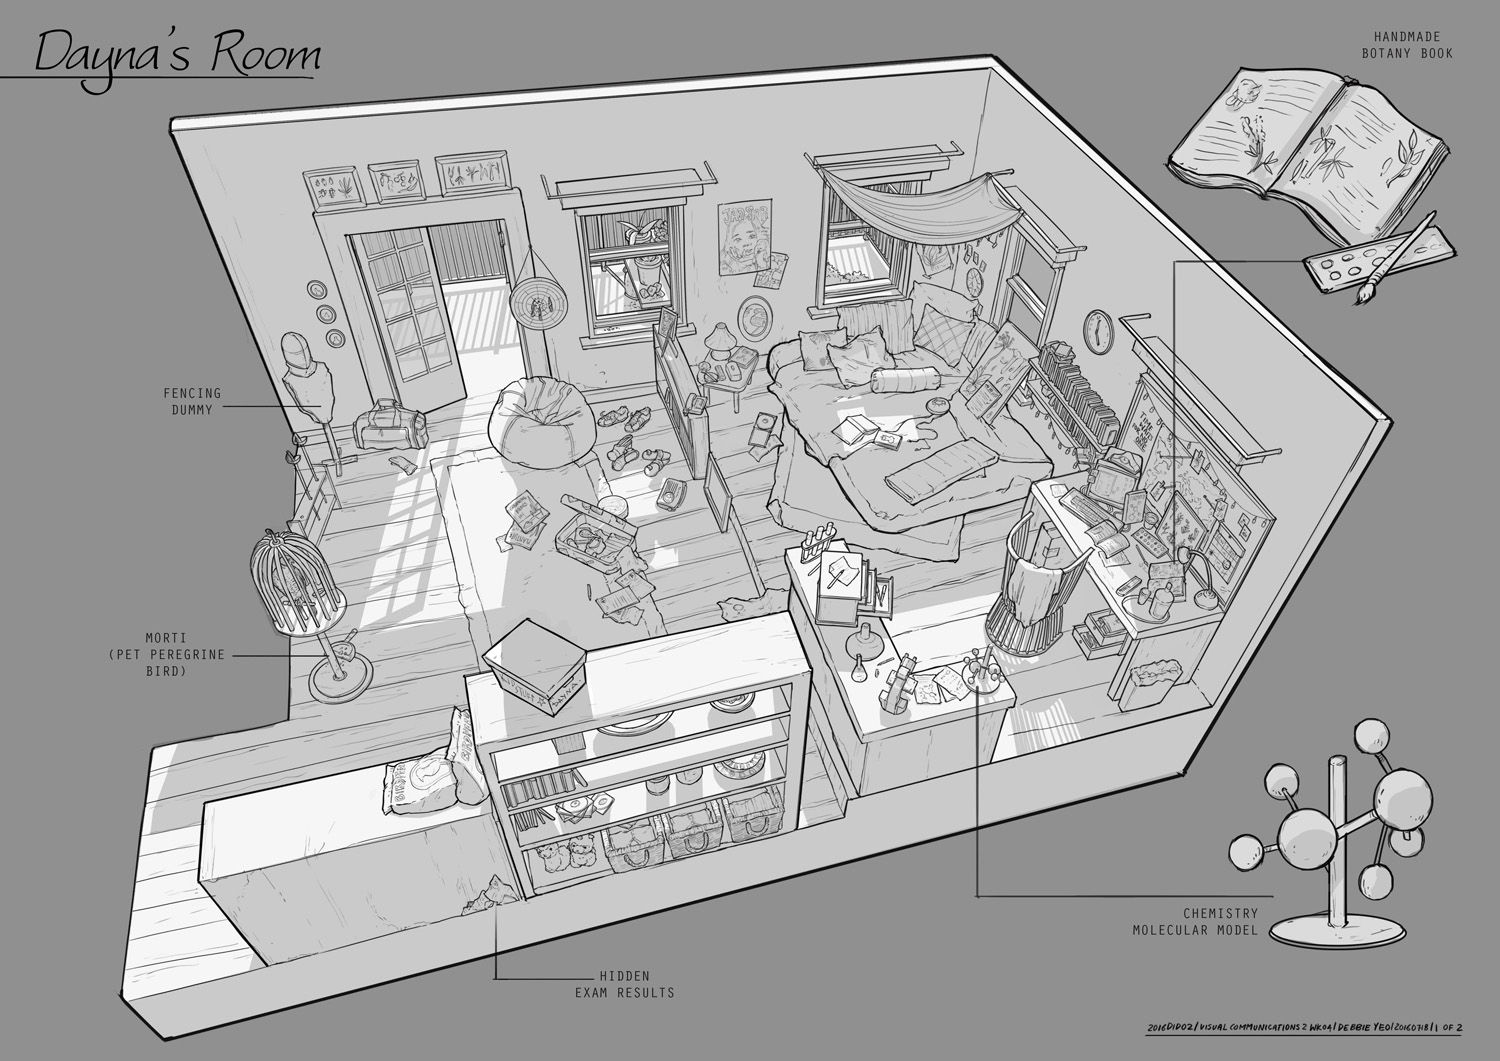 Dayna's Room
HANDMADE
BOTANY BOOK
FENCING
DUMMY
MORTI
(PET PEREGRINE
BIRD)
DAYNA
CHEMISTRY
MOLECULAR MODEL
HIDDEN
EXAM RESULTS
2016DID02/VISUAL COMMUNICATIONS 2 WK04/DEBBIE YEO/20160718/1 OF 2